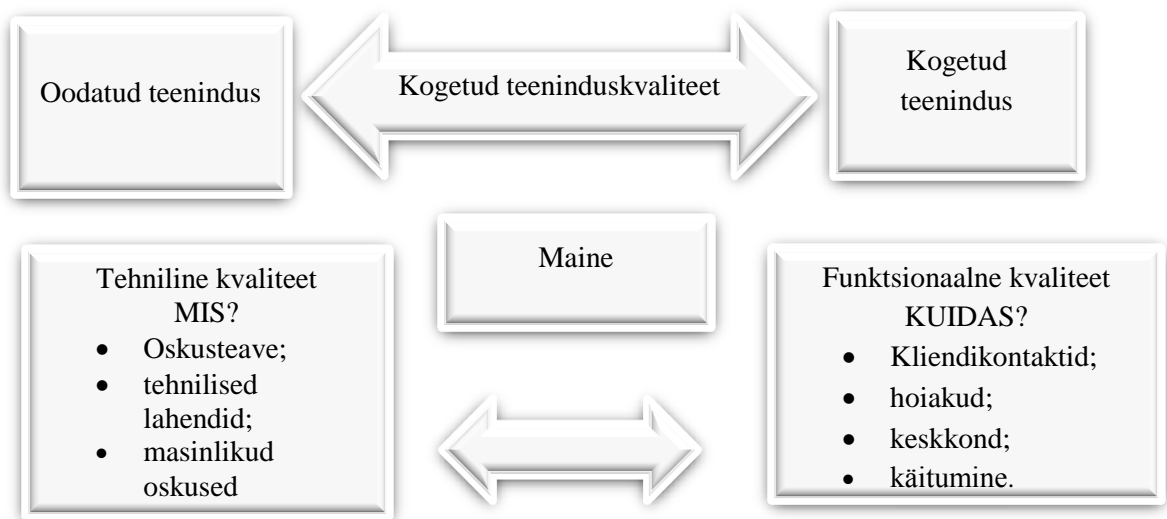 Oodatud teenindus
Kogetud teeninduskvaliteet
Kogetud
teenindus
Maine
Tehniline kvaliteet
MIS?
• Oskusteave;
• tehnilised
lahendid;
• masinlikud
oskused
Funktsionaalne kvaliteet
KUIDAS?
• Kliendikontaktid;
• hoiakud;
• keskkond;
• käitumine.